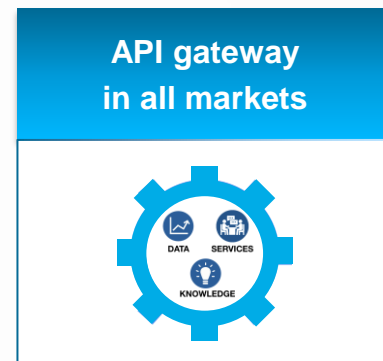 API gateway
in all markets
DATA SERVICES
KNOWLEDGE